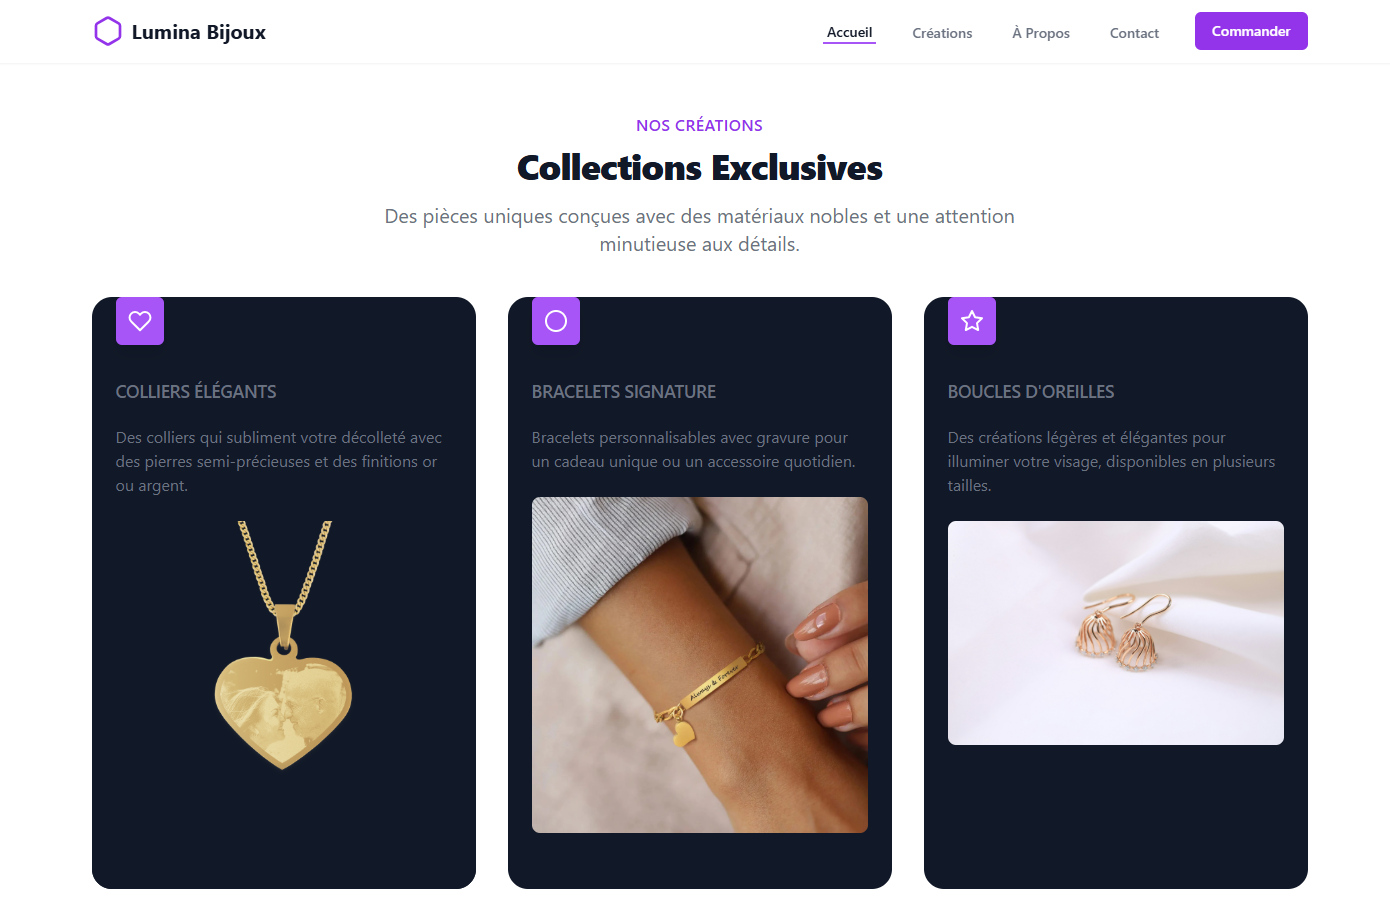 Lumina Bijoux
Accueil
Créations
À Propos
Contact
Commander
NOS CRÉATIONS
Collections Exclusives
Des pièces uniques conçues avec des matériaux nobles et une attention
minutieuse aux détails.
COLLIERS ÉLÉGANTS
Des colliers qui subliment votre décolleté avec
des pierres semi-précieuses et des finitions or
ou argent.
BRACELETS SIGNATURE
Bracelets personnalisables avec gravure pour
un cadeau unique ou un accessoire quotidien.
Always & Forever
BOUCLES D'OREILLES
Des créations légères et élégantes pour
illuminer votre visage, disponibles en plusieurs
tailles.